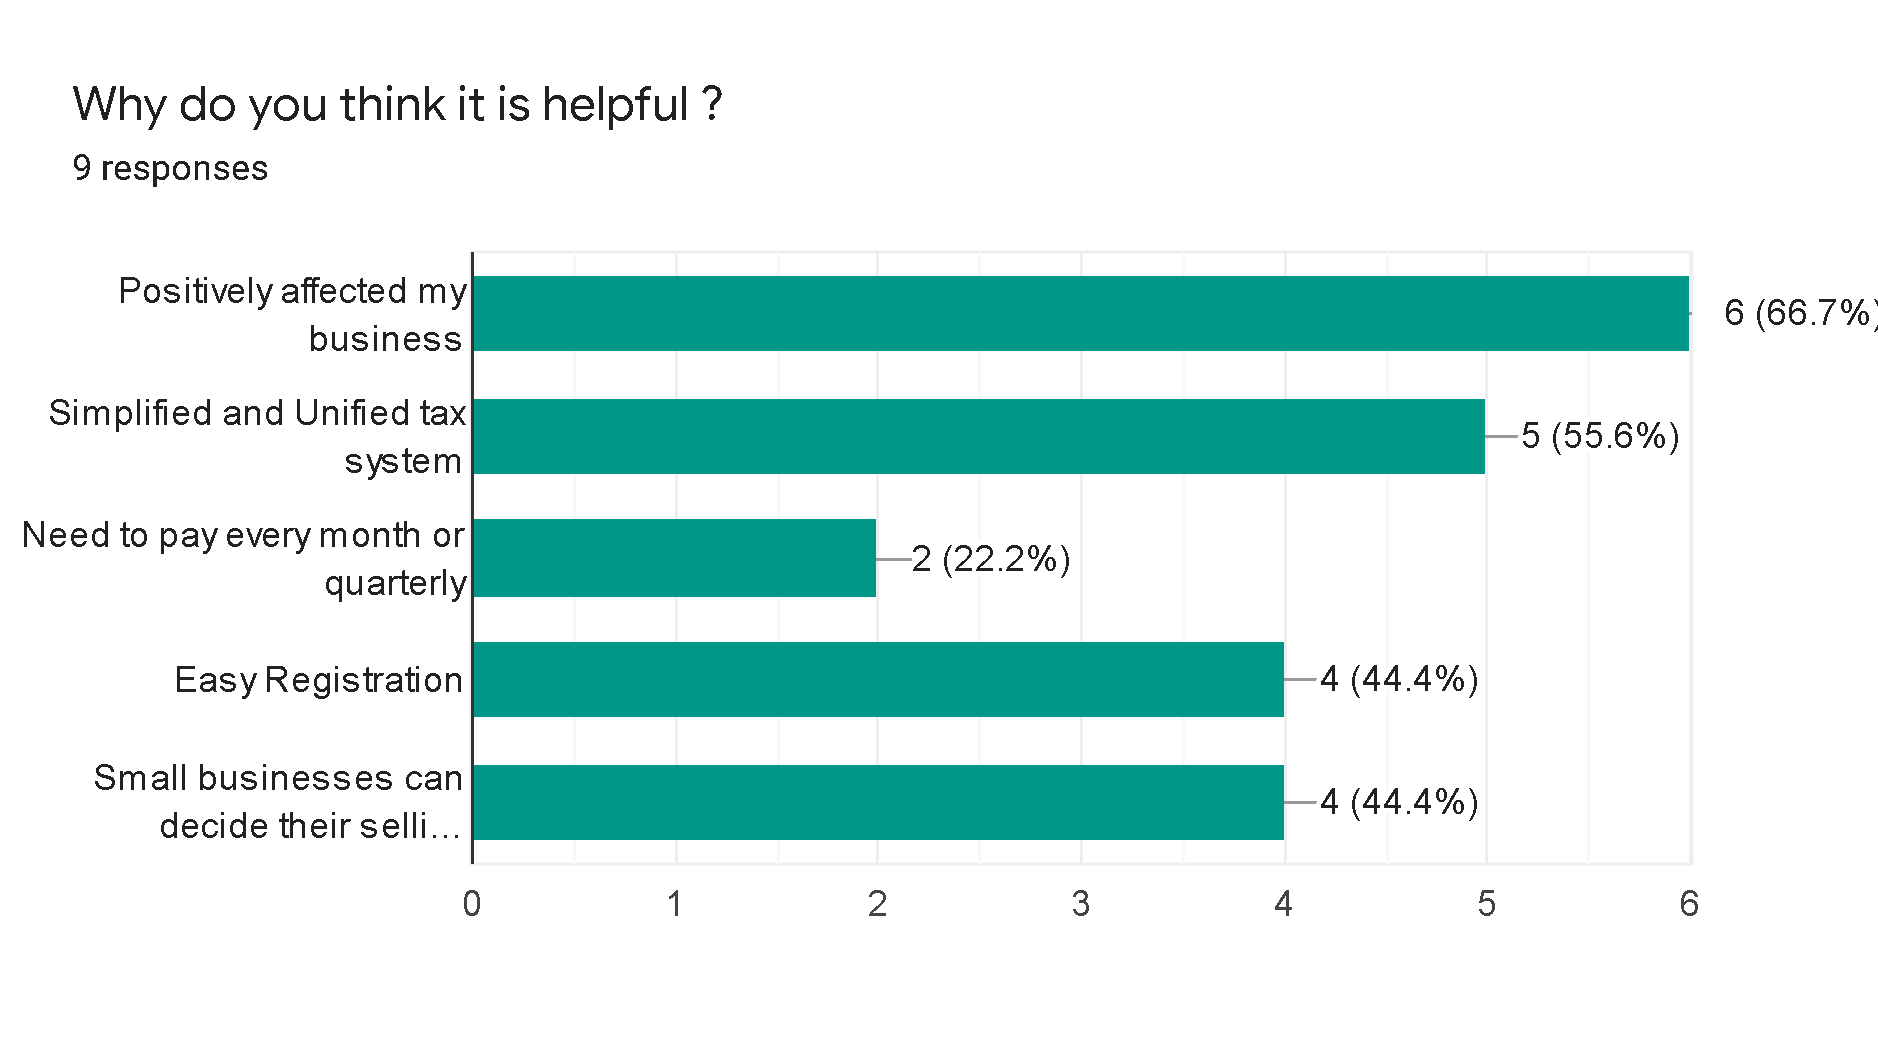 Why do you think it is helpful ?
9 responses
Positively affected my
business
6 (66.7%)
Simplified and Unified tax
system
5 (55.6%)
Need to pay every month or
quarterly
2 (22.2%)
Easy Registration
4 (44.4%)
Small businesses can
decide their selli...
4 (44.4%)
0 1 2 3 4 5 6